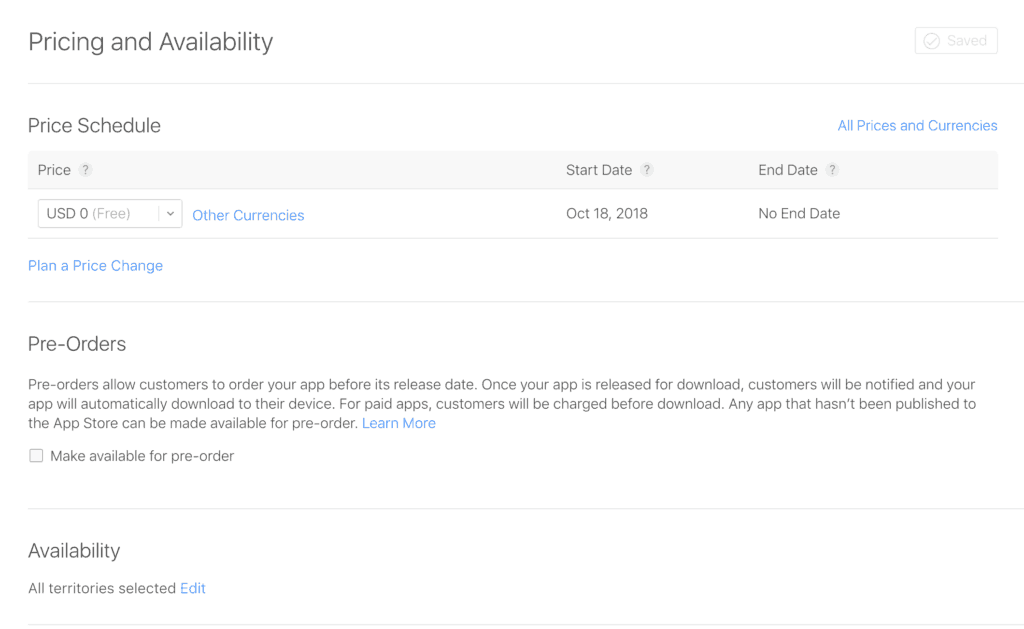 Pricing and Availability
Saved
Price Schedule
All Prices and Currencies
Price ?
Start Date ?
End Date ?
USD 0 (Free)
Other Currencies
Oct 18, 2018
No End Date
Plan a Price Change
Pre-Orders
Pre-orders allow customers to order your app before its release date. Once your app is released for download, customers will be notified and your
app will automatically download to their device. For paid apps, customers will be charged before download. Any app that hasn’t been published to
the App Store can be made available for pre-order. Learn More
Make available for pre-order
Availability
All territories selected Edit